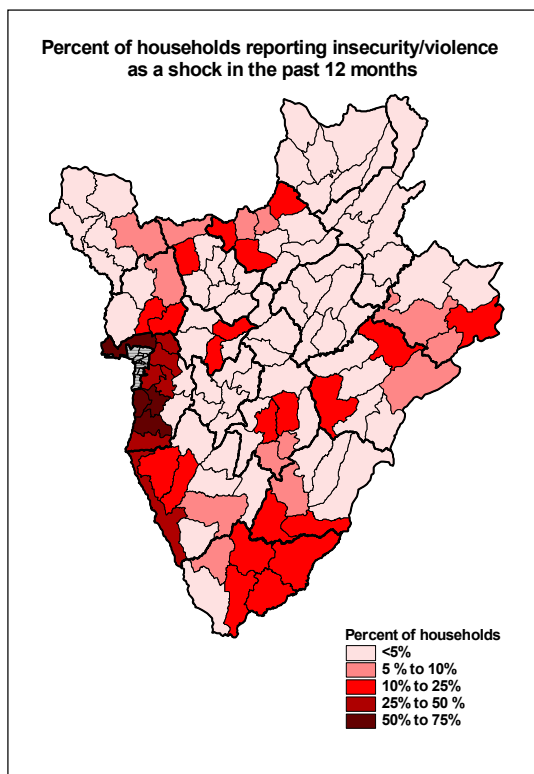 Percent of households reporting insecurity/violence
as a shock in the past 12 months
Percent of households
<5%
5 % to 10%
10% to 25%
25% to 50 %
50% to 75%